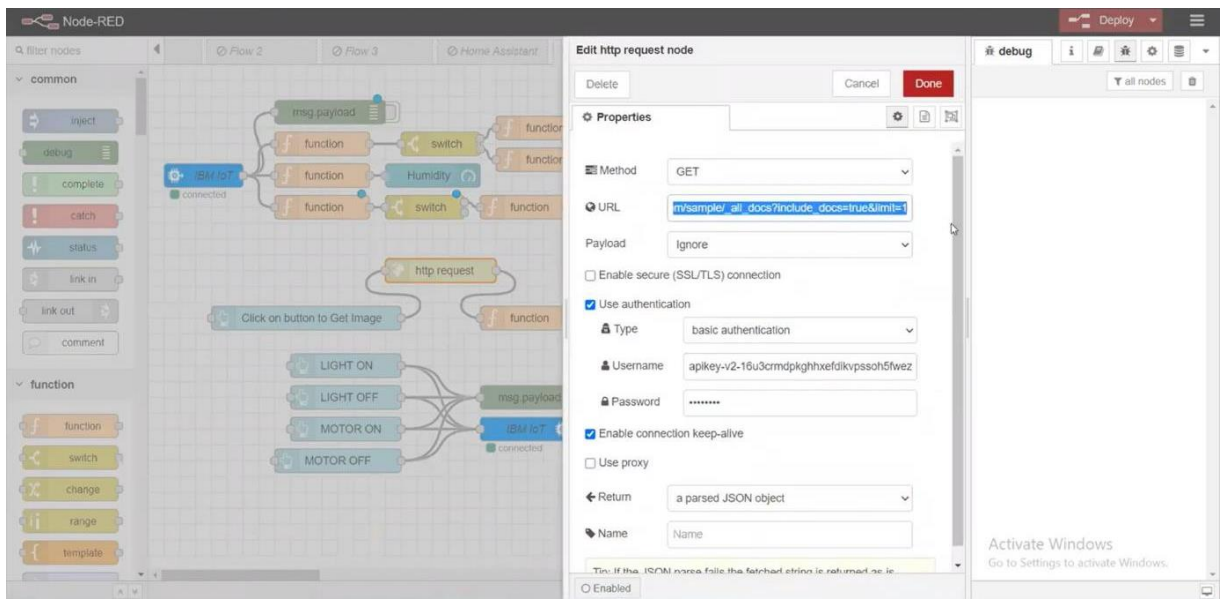 Node-RED
Deploy
filter nodes
common
inject
debug
complete
catch
status
link in
link out
comment
function
function
switch
change
range
template
Flow 2
Flow 3
Home Assistant
msg.payload
function
switch
function
function
IBM IoT
connected
function
Humidity
function
switch
function
http request
Click on button to Get Image
function
LIGHT ON
LIGHT OFF
msg.payload
MOTOR ON
IBM IoT
connected
MOTOR OFF
Edit http request node
Delete
Cancel
Done
Properties
Method
GET
URL
m/sample/_all_docs?include_docs=true&limit=1
Payload
Ignore
Enable secure (SSL/TLS) connection
Use authentication
Type
basic authentication
Username
apikey-v2-16u3crmdpkghhxefdikvpssoh5fwez
Password
••••••••
Enable connection keep-alive
Use proxy
Return
a parsed JSON object
Name
Name
Tip: If the JSON parse fails the fetched string is returned as is
Enabled
debug
i
all nodes
Activate Windows
Go to Settings to activate Windows.